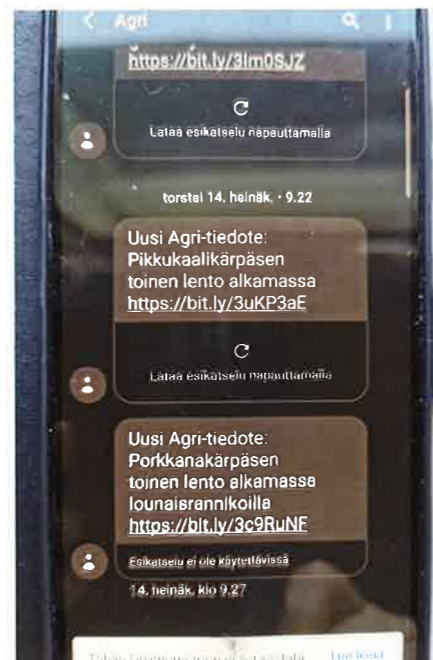 Agri
https://bit.ly/3lm0SJZ
Lataa esikatselu napauttamalla
torstai 14. heinäk. • 9.22
Uusi Agri-tiedote:
Pikkukaalikärpäsen
toinen lento alkamassa
https://bit.ly/3uKP3aE
Lataa esikatselu napauttamalla
Uusi Agri-tiedote:
Porkkanakärpäsen
toinen lento alkamassa
lounaisrannikoilla
https://bit.ly/3c9RuNF
Esikatselu ei ole käytettävissä
14. heinäk. klo 9.27